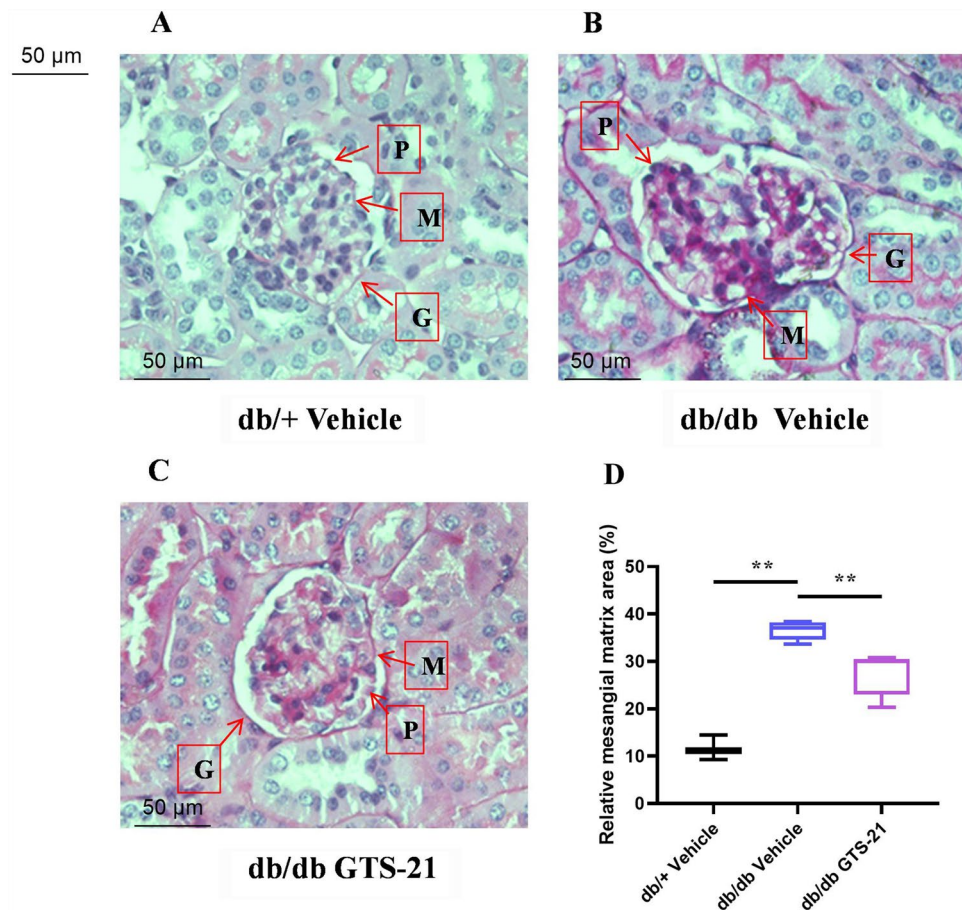 A
B
50 µm
P
M
G
50 µm
P
G
M
50 µm
db/+ Vehicle
db/db Vehicle
C
D
M
P
G
50 µm
db/db GTS-21
Relative mesangial matrix area (%)
50
40
30
20
10
0
**
**
db/+ Vehicle
db/db Vehicle
db/db GTS-21